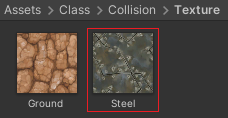 Assets > Class > Collision > Texture
Ground Steel